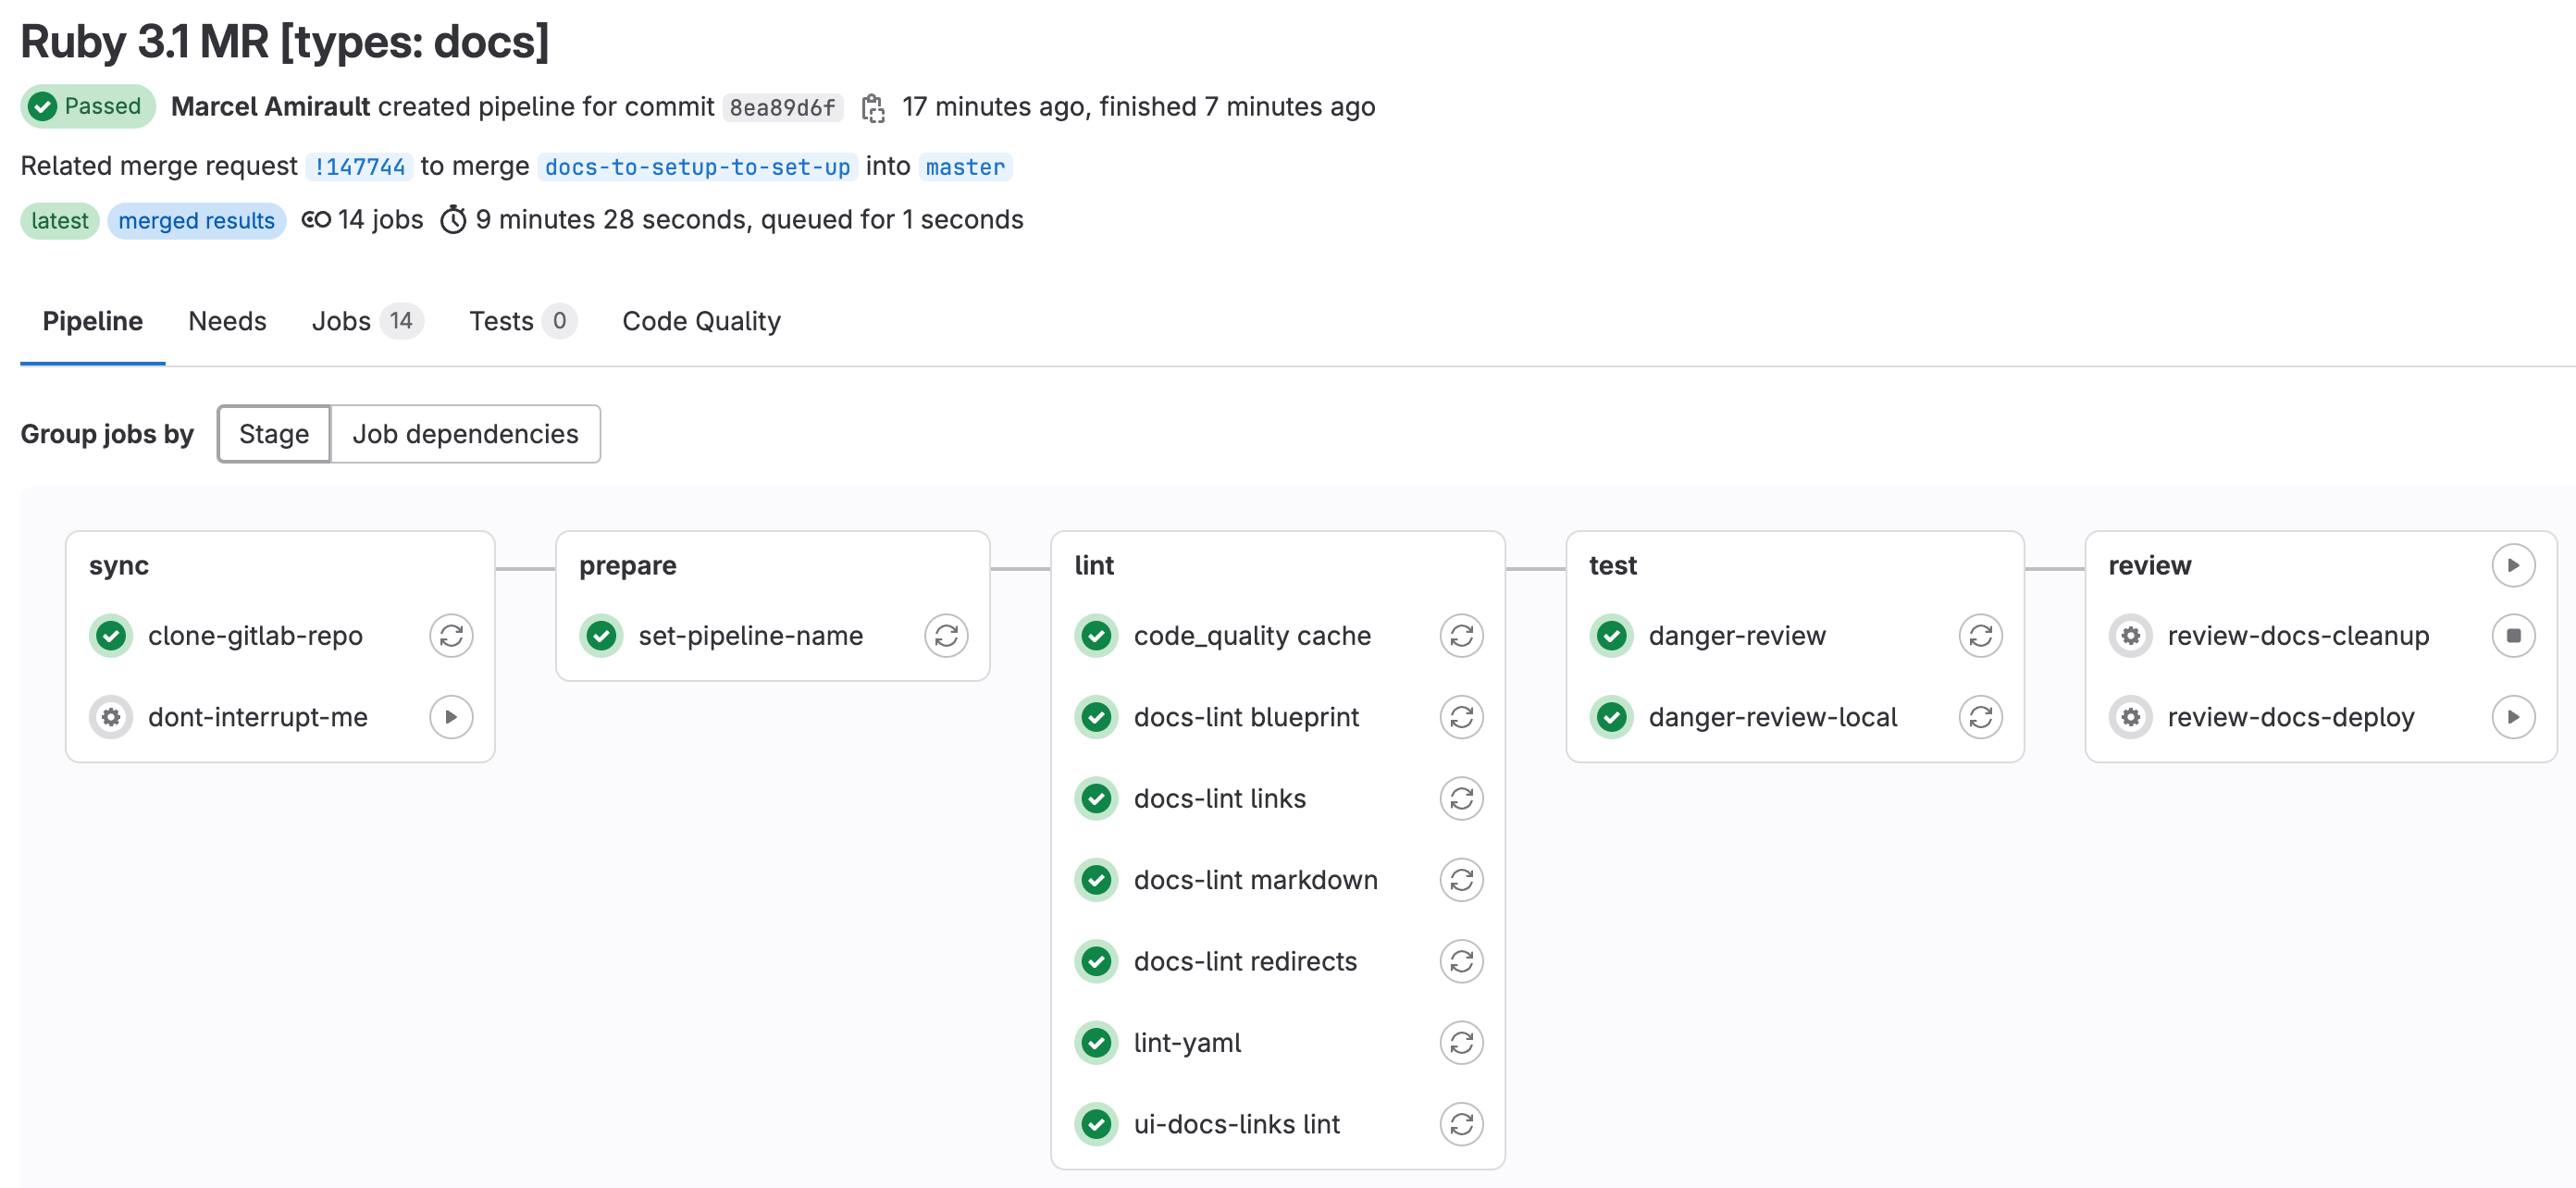 Ruby 3.1 MR [types: docs]
Passed Marcel Amirault created pipeline for commit 8ea89d6f 17 minutes ago, finished 7 minutes ago
Related merge request !147744 to merge docs-to-setup-to-set-up into master
latest merged results 14 jobs 9 minutes 28 seconds, queued for 1 seconds
Pipeline Needs Jobs 14 Tests 0 Code Quality
Group jobs by Stage Job dependencies
sync
clone-gitlab-repo
dont-interrupt-me
prepare
set-pipeline-name
lint
code_quality cache
docs-lint blueprint
docs-lint links
docs-lint markdown
docs-lint redirects
lint-yaml
ui-docs-links lint
test
danger-review
danger-review-local
review
review-docs-cleanup
review-docs-deploy